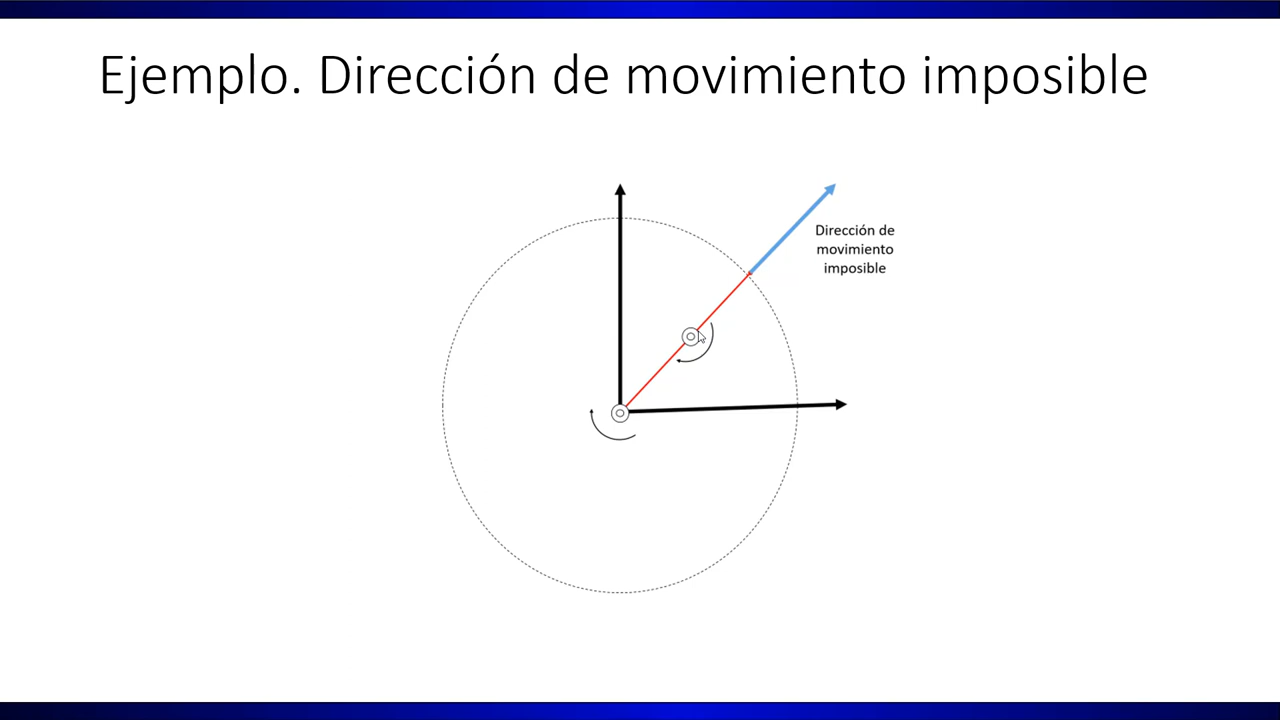 Ejemplo. Dirección de movimiento imposible
Dirección de
movimiento
imposible